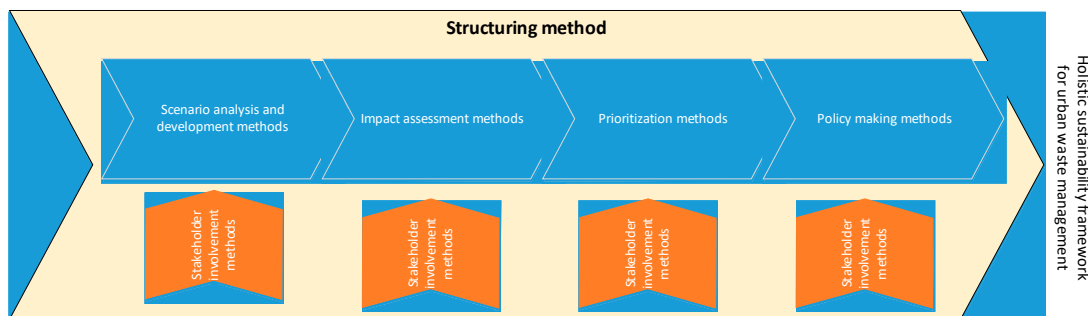 Structuring method
Scenario analysis and
development methods
Impact assessment methods
Prioritization methods
Policy making methods
Stakeholder
involvement
methods
Stakeholder
involvement
methods
Stakeholder
involvement
methods
Stakeholder
involvement
methods
Holistic sustainability framework
for urban waste management